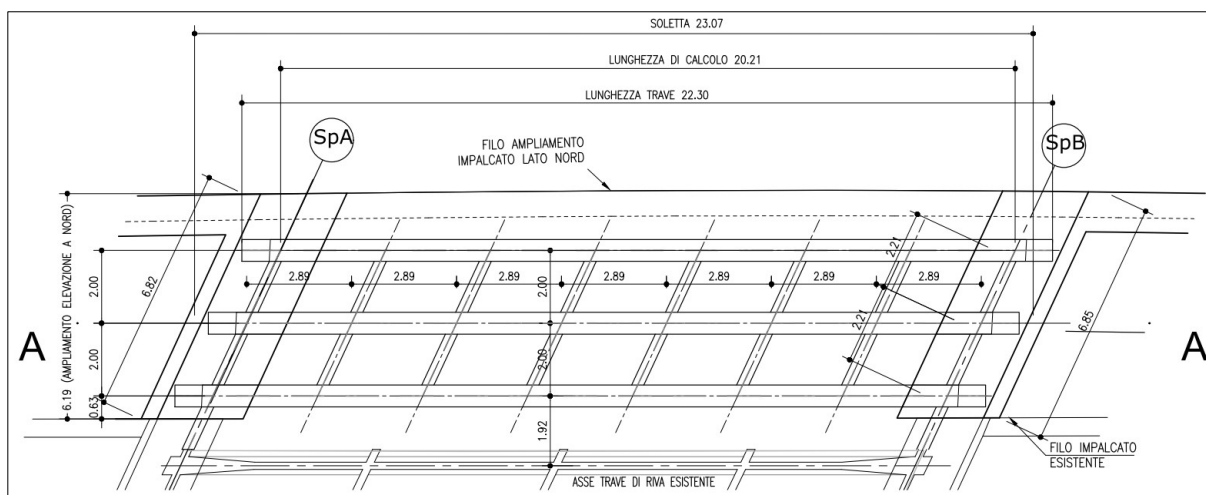 SOLETTA 23.07
LUNGHEZZA DI CALCOLO 20.21
LUNGHEZZA TRAVE 22.30
SpA
FILO AMPLIAMENTO
IMPALCATO LATO NORD
SpB
6.19 (AMPLIAMENTO ELEVAZIONE A NORD)
2.00
6.82
2.89
2.89
2.89
2.00
2.89
2.89
2.89
2.89
2.21
2.21
6.85
A
2.00
2.00
A
0.63
1.92
FILO IMPALCATO
ESISTENTE
ASSE TRAVE DI RIVA ESISTENTE